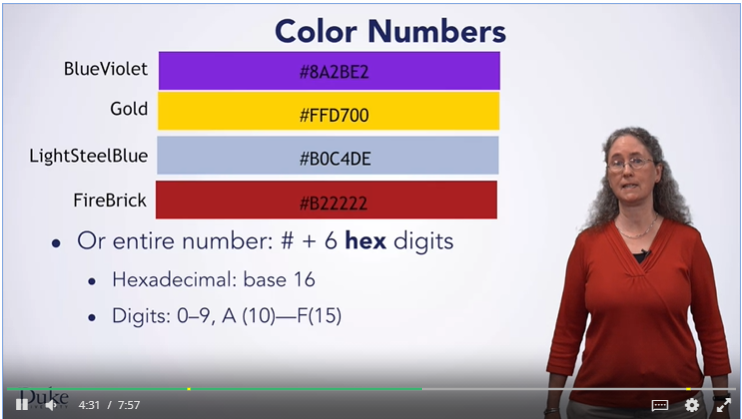 Color Numbers
BlueViolet #8A2BE2
Gold #FFD700
LightSteelBlue #B0C4DE
FireBrick #B22222
• Or entire number: # + 6 hex digits
• Hexadecimal: base 16
• Digits: 0–9, A (10)—F(15)
Duke
4:31 / 7:57